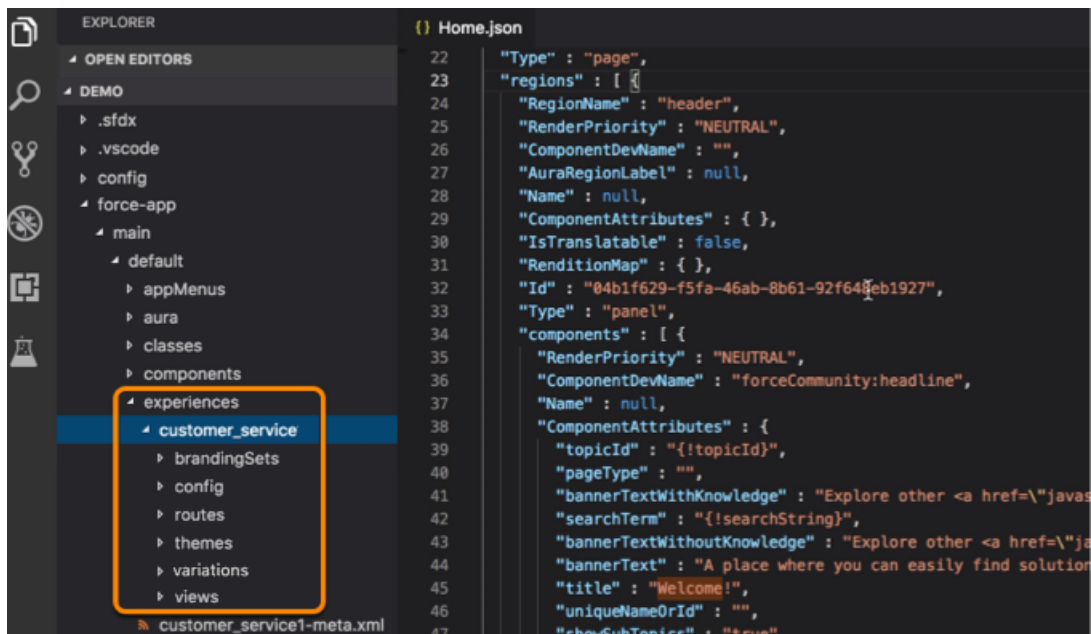 EXPLORER
OPEN EDITORS
DEMO
.sfdx
.vscode
config
force-app
main
default
appMenus
aura
classes
components
experiences
customer_service
brandingSets
config
routes
themes
variations
views
customer_service1-meta.xml
{} Home.json
22 "Type" : "page",
23 "regions" : [ {
24 "RegionName" : "header",
25 "RenderPriority" : "NEUTRAL",
26 "ComponentDevName" : "",
27 "AuraRegionLabel" : null,
28 "Name" : null,
29 "ComponentAttributes" : { },
30 "IsTranslatable" : false,
31 "RenditionMap" : { },
32 "Id" : "04b1f629-f5fa-46ab-8b61-92f648eb1927",
33 "Type" : "panel",
34 "components" : [ {
35 "RenderPriority" : "NEUTRAL",
36 "ComponentDevName" : "forceCommunity:headline",
37 "Name" : null,
38 "ComponentAttributes" : {
39 "topicId" : "{!topicId}",
40 "pageType" : "",
41 "bannerTextWithKnowledge" : "Explore other <a href=\"javas
42 "searchTerm" : "{!searchString}",
43 "bannerTextWithoutKnowledge" : "Explore other <a href=\"ja
44 "bannerText" : "A place where you can easily find solution
45 "title" : "Welcome!",
46 "uniqueNameOrId" : "",
47 "showSubTopics" : "true"